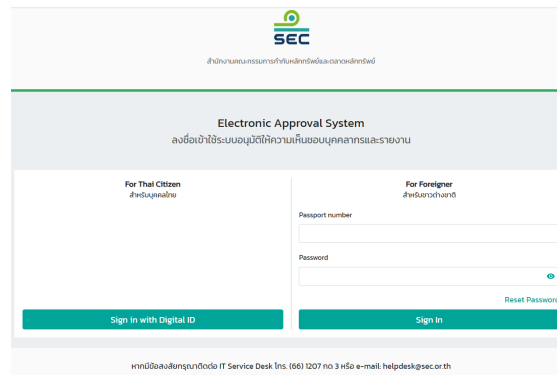 SEC
สำนักงานคณะกรรมการกำกับหลักทรัพย์และตลาดหลักทรัพย์
Electronic Approval System
ลงชื่อเข้าใช้ระบบอนุมัติให้ความเห็นชอบบุคลากรและรายงาน
For Thai Citizen
สำหรับบุคคลไทย
Sign in with Digital ID
For Foreigner
สำหรับชาวต่างชาติ
Passport number
Password
Reset Password
Sign In
หากมีข้อสงสัยกรุณาติดต่อ IT Service Desk โทร. (66) 1207 กด 3 หรือ e-mail: helpdesk@sec.or.th